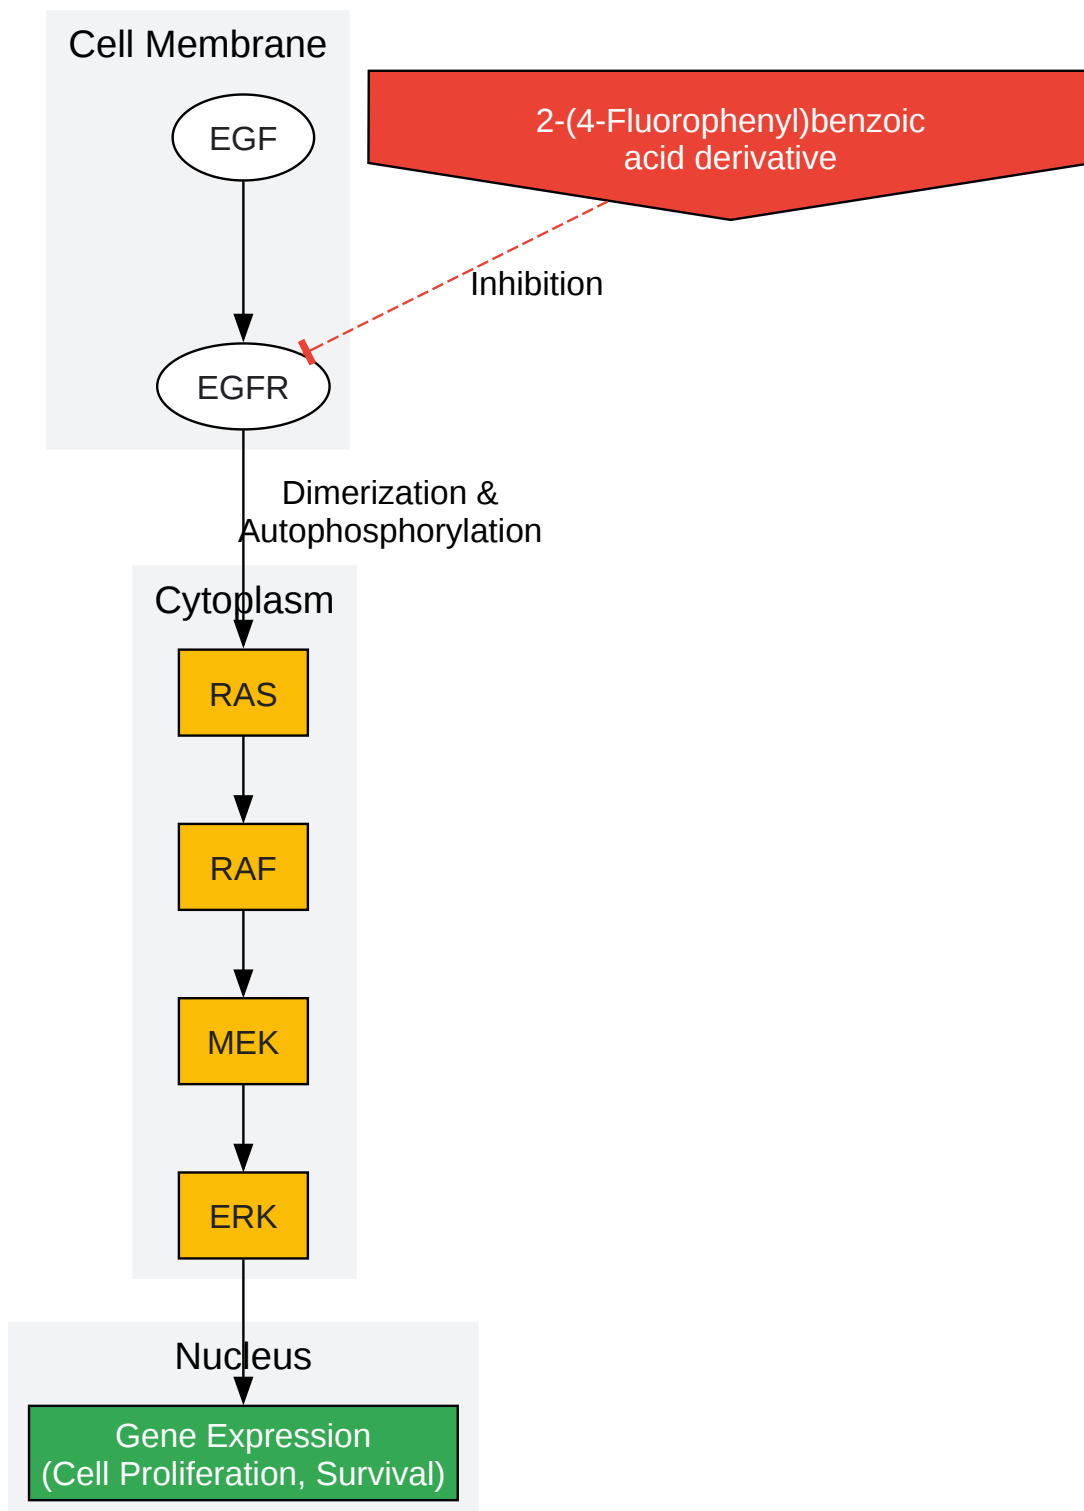 Cell Membrane
EGF
2-(4-Fluorophenyl)benzoic
acid derivative
Inhibition
EGFR
Dimerization &
Autophosphorylation
Cytoplasm
RAS
RAF
MEK
ERK
Nucleus
Gene Expression
(Cell Proliferation, Survival)